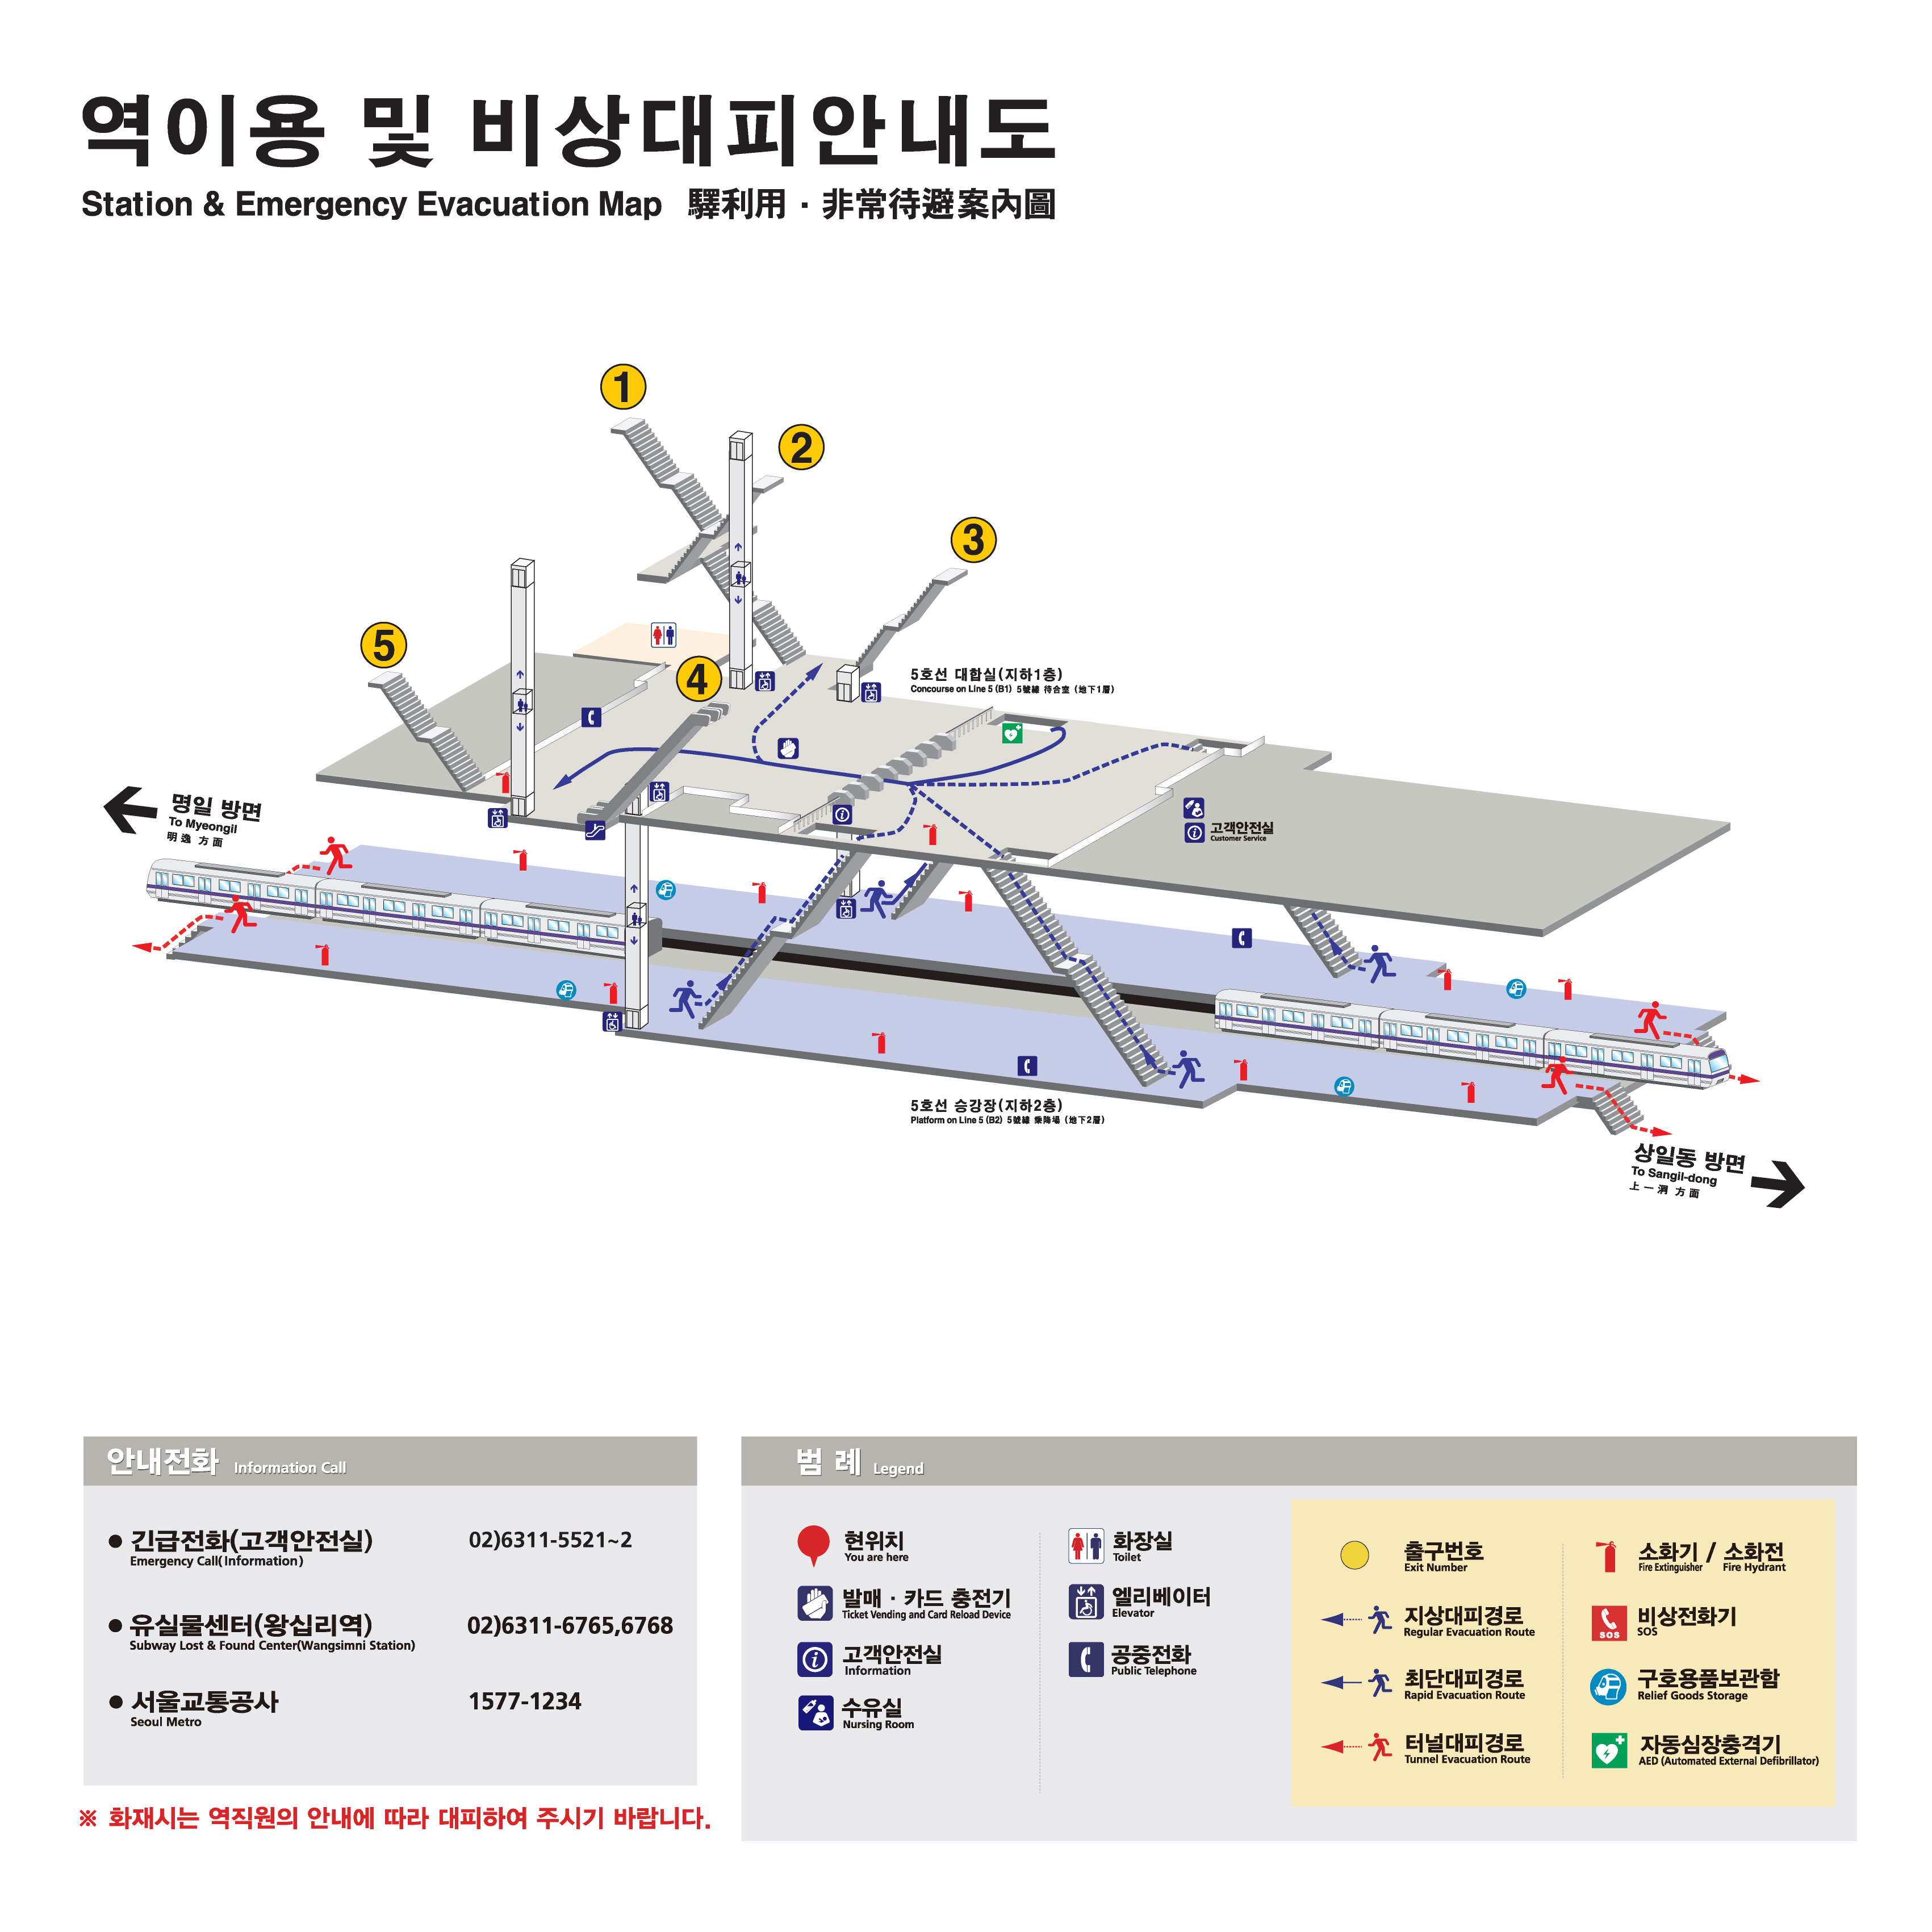 역이용 및 비상대피안내도
Station & Emergency Evacuation Map 驛利用 · 非常待避案內圖
1
2
3
5
4
5호선 대합실(지하1층)
Concourse on Line 5 (B1) 5號線 待合室 (地下1層)
명일 방면
To Myeongil
明逸 方面
고객안전실
Customer Service
5호선 승강장(지하2층)
Platform on Line 5 (B2) 5號線 乘降場 (地下2層)
상일동 방면
To Sangil-dong
上一洞 方面
안내전화 Information Call
긴급전화(고객안전실) 02)6311-5521~2
Emergency Call(Information)
유실물센터(왕십리역) 02)6311-6765,6768
Subway Lost & Found Center(Wangsimni Station)
서울교통공사 1577-1234
Seoul Metro
※ 화재시는 역직원의 안내에 따라 대피하여 주시기 바랍니다.
범 례 Legend
현위치
You are here
발매 · 카드 충전기
Ticket Vending and Card Reload Device
고객안전실
Information
수유실
Nursing Room
화장실
Toilet
엘리베이터
Elevator
공중전화
Public Telephone
출구번호
Exit Number
지상대피경로
Regular Evacuation Route
최단대피경로
Rapid Evacuation Route
터널대피경로
Tunnel Evacuation Route
소화기 / 소화전
Fire Extinguisher Fire Hydrant
SOS
비상전화기
SOS
구호용품보관함
Relief Goods Storage
자동심장충격기
AED (Automated External Defibrillator)